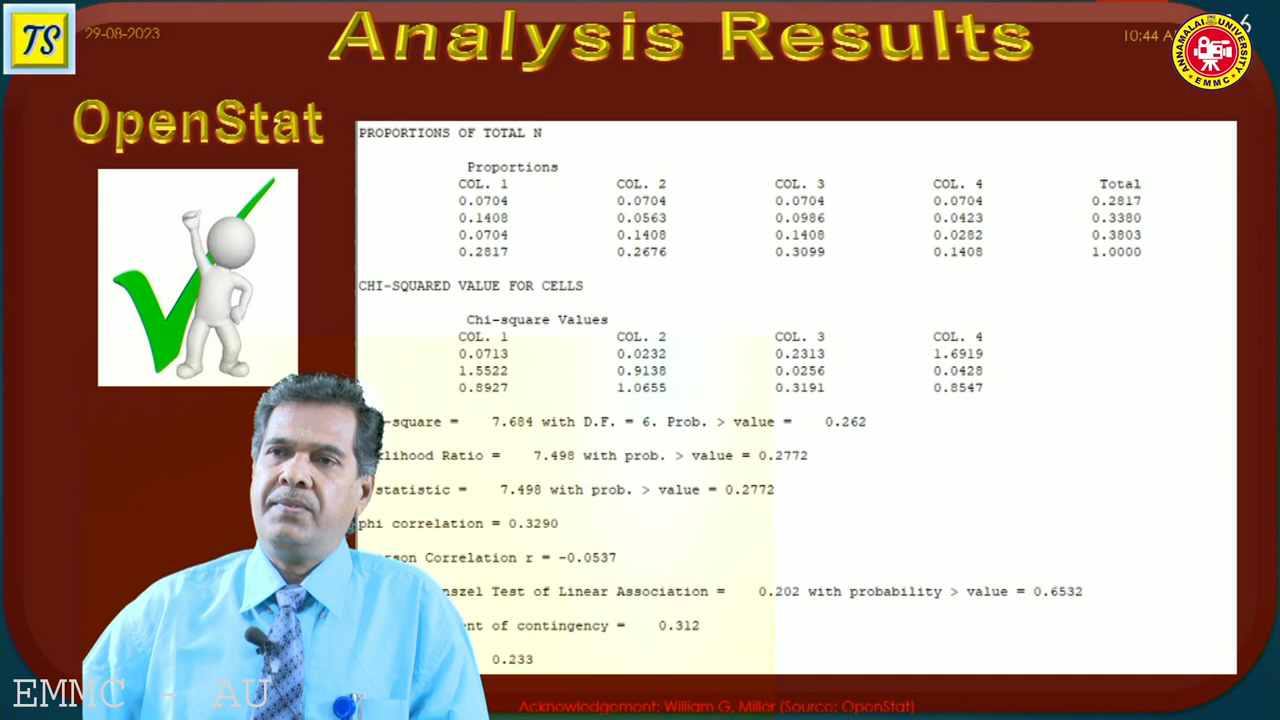 TS
29-08-2023
Analysis Results
10:44
ANNAMALAI UNIVERSITY
EMMC
OpenStat
PROPORTIONS OF TOTAL N
Proportions
COL. 1 COL. 2 COL. 3 COL. 4 Total
0.0704 0.0704 0.0704 0.0704 0.2817
0.1408 0.0563 0.0986 0.0423 0.3380
0.0704 0.1408 0.1408 0.0282 0.3803
0.2817 0.2676 0.3099 0.1408 1.0000
CHI-SQUARED VALUE FOR CELLS
Chi-square Values
COL. 1 COL. 2 COL. 3 COL. 4
0.0713 0.0232 0.2313 1.6919
1.5522 0.9138 0.0256 0.0428
0.8927 1.0655 0.3191 0.8547
-square = 7.684 with D.F. = 6. Prob. > value = 0.262
klihood Ratio = 7.498 with prob. > value = 0.2772
statistic = 7.498 with prob. > value = 0.2772
phi correlation = 0.3290
rson Correlation r = -0.0537
nszel Test of Linear Association = 0.202 with probability > value = 0.6532
ent of contingency = 0.312
0.233
EMMC - AU
Acknowledgement: William G. Miller (Source: OpenStat)